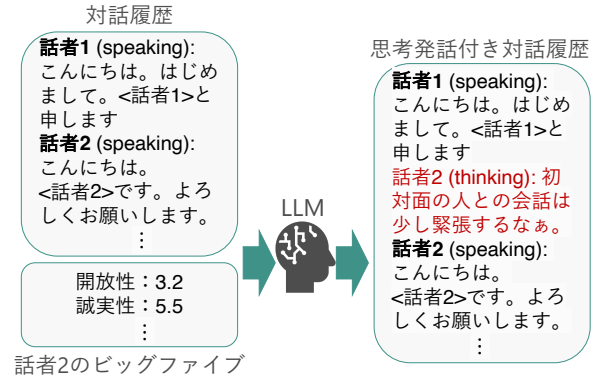 対話履歴
話者1 (speaking):
こんにちは。はじめ
まして。<話者1>と
申します
話者2 (speaking):
こんにちは。
<話者2>です。よろ
しくお願いします。
⋮
開放性：3.2
誠実性：5.5
⋮
話者2のビッグファイブ
LLM
思考発話付き対話履歴
話者1 (speaking):
こんにちは。はじめ
まして。<話者1>と
申します
話者2 (thinking): 初
対面の人との会話は
少し緊張するなぁ。
話者2 (speaking):
こんにちは。
<話者2>です。よろ
しくお願いします。
⋮